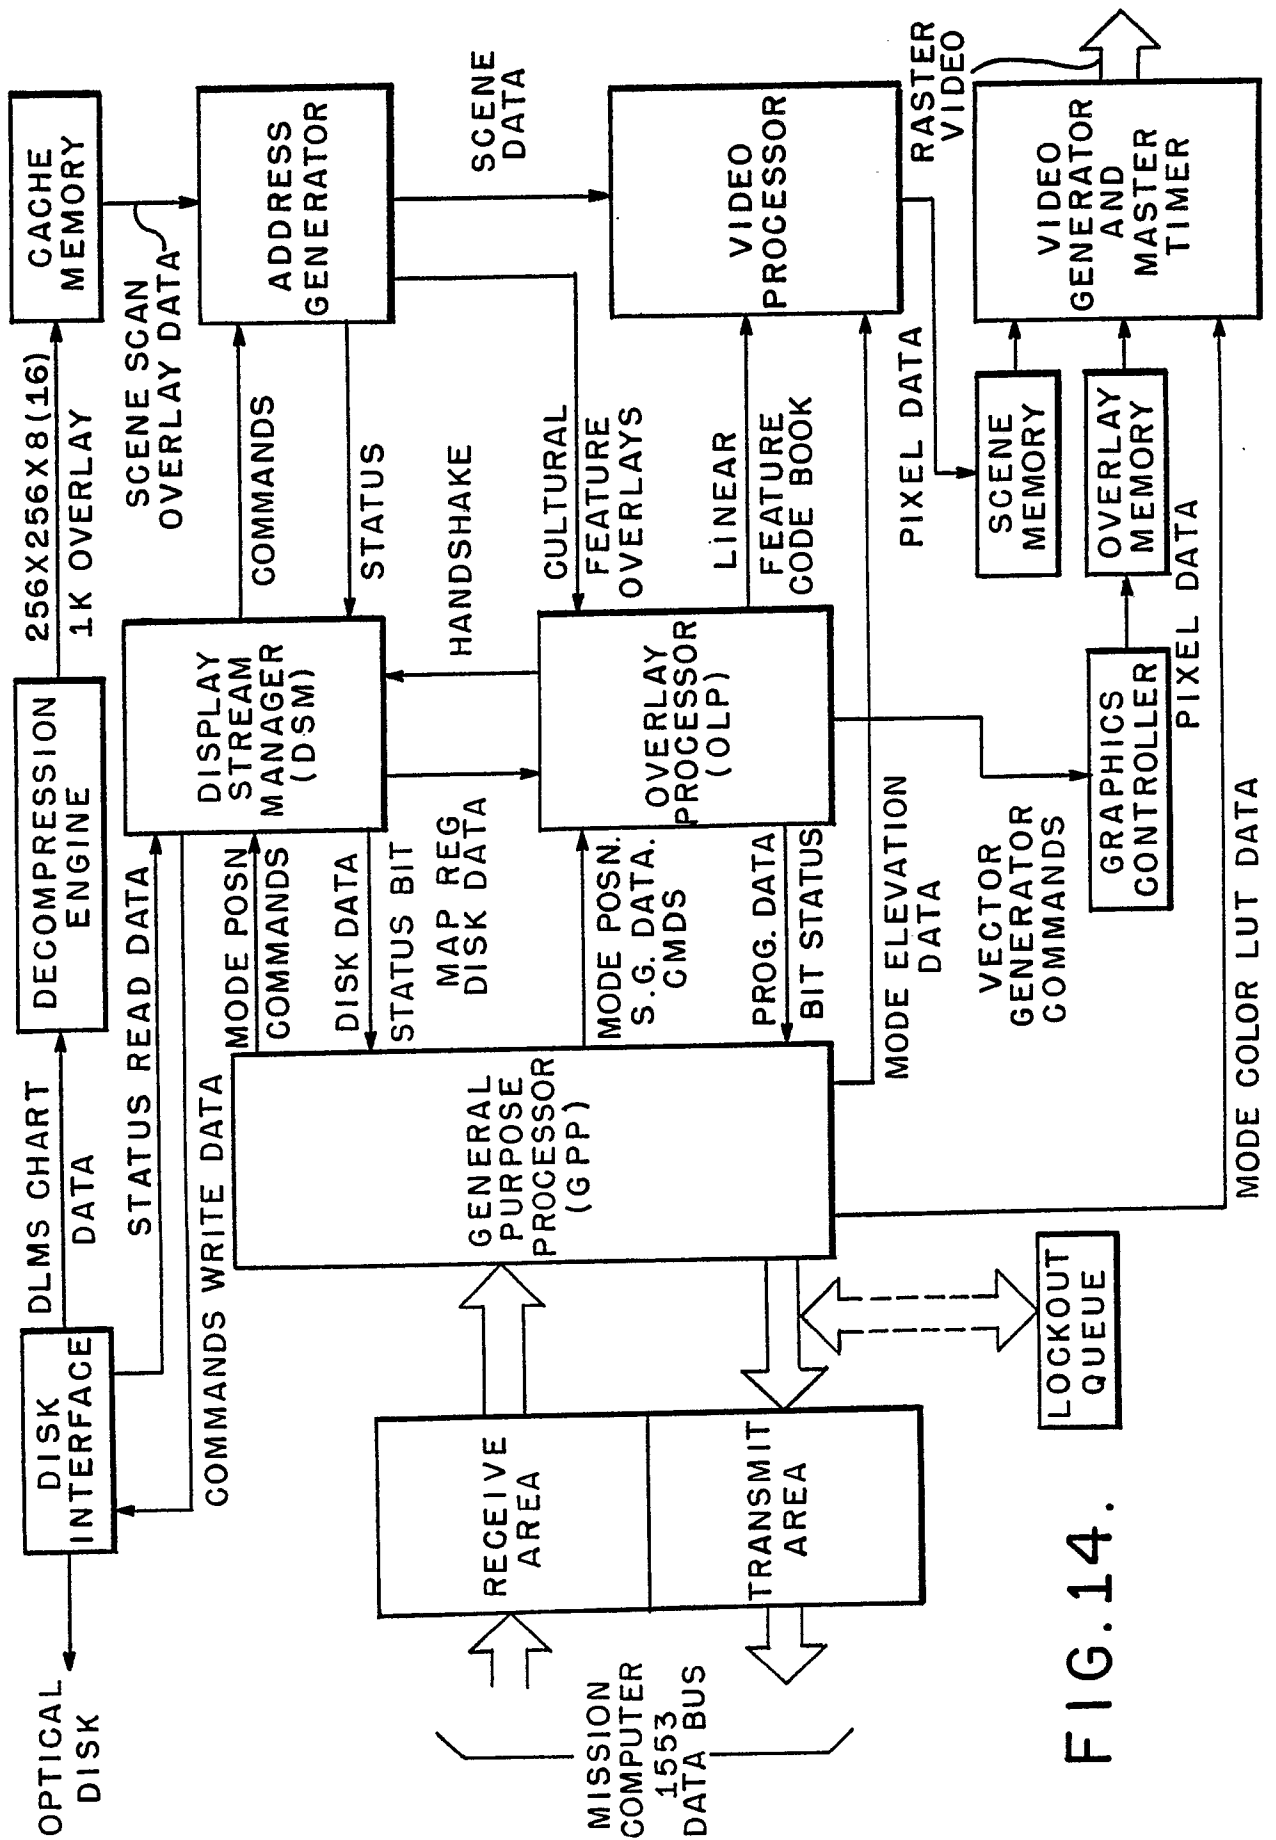 OPTICAL
DISK
DISK
INTERFACE
DLMS CHART
DATA
DECOMPRESSION
ENGINE
256X256X8(16)
1K OVERLAY
CACHE
MEMORY
STATUS READ DATA
COMMANDS WRITE DATA
SCENE SCAN
OVERLAY DATA
DISPLAY
STREAM
MANAGER
(DSM)
COMMANDS
STATUS
ADDRESS
GENERATOR
MODE POSN
COMMANDS
DISK DATA
STATUS BIT
MAP REG
DISK DATA
HANDSHAKE
SCENE
DATA
MISSION
COMPUTER
1553
DATA BUS
RECEIVE
AREA
TRANSMIT
AREA
GENERAL
PURPOSE
PROCESSOR
(GPP)
MODE POSN.
S.G. DATA.
CMDS
PROG. DATA
BIT STATUS
OVERLAY
PROCESSOR
(OLP)
CULTURAL
FEATURE
OVERLAYS
LINEAR
FEATURE
CODE BOOK
VIDEO
PROCESSOR
MODE ELEVATION
DATA
PIXEL DATA
RASTER
VIDEO
VECTOR
GENERATOR
COMMANDS
SCENE
MEMORY
LOCKOUT
QUEUE
GRAPHICS
CONTROLLER
PIXEL DATA
OVERLAY
MEMORY
VIDEO
GENERATOR
AND
MASTER
TIMER
MODE COLOR LUT DATA
FIG.14.